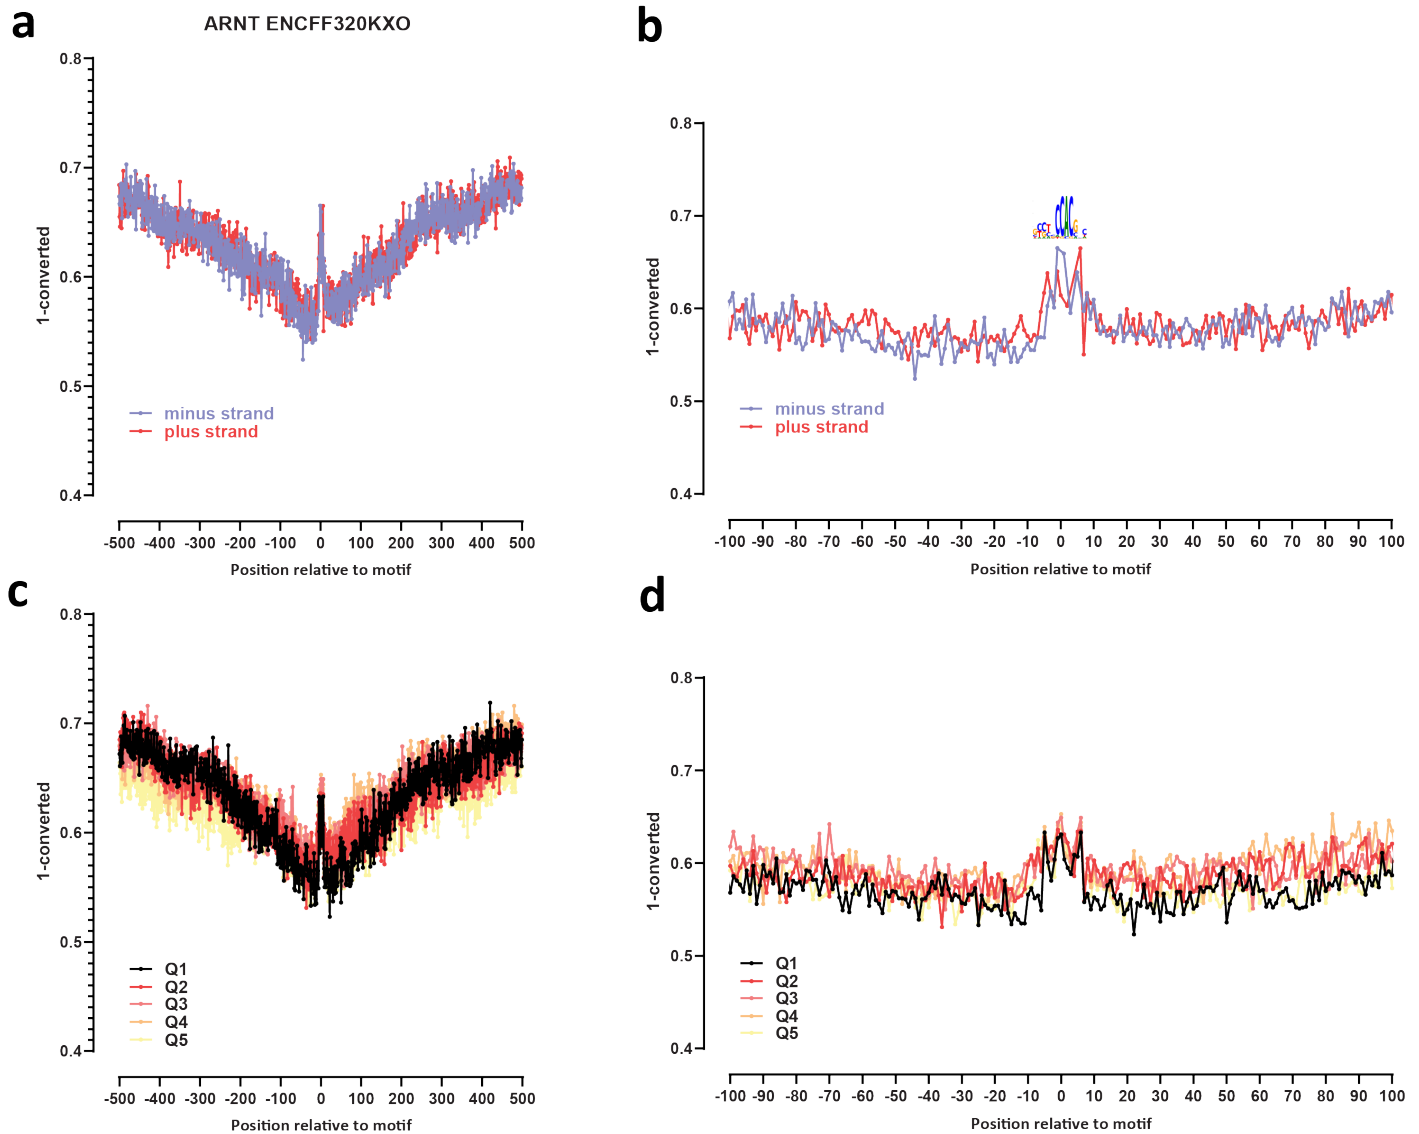 a
ARNT ENCFF320KXO
0.8
0.7
0.6
0.5
0.4
1-converted
minus strand
plus strand
-500 -400 -300 -200 -100 0 100 200 300 400 500
Position relative to motif
b
0.8
0.7
0.6
0.5
0.4
1-converted
CCAC
minus strand
plus strand
-100 -90 -80 -70 -60 -50 -40 -30 -20 -10 0 10 20 30 40 50 60 70 80 90 100
Position relative to motif
c
0.8
0.7
0.6
0.5
0.4
1-converted
Q1
Q2
Q3
Q4
Q5
-500 -400 -300 -200 -100 0 100 200 300 400 500
Position relative to motif
d
0.8
0.7
0.6
0.5
0.4
1-converted
Q1
Q2
Q3
Q4
Q5
-100 -90 -80 -70 -60 -50 -40 -30 -20 -10 0 10 20 30 40 50 60 70 80 90 100
Position relative to motif